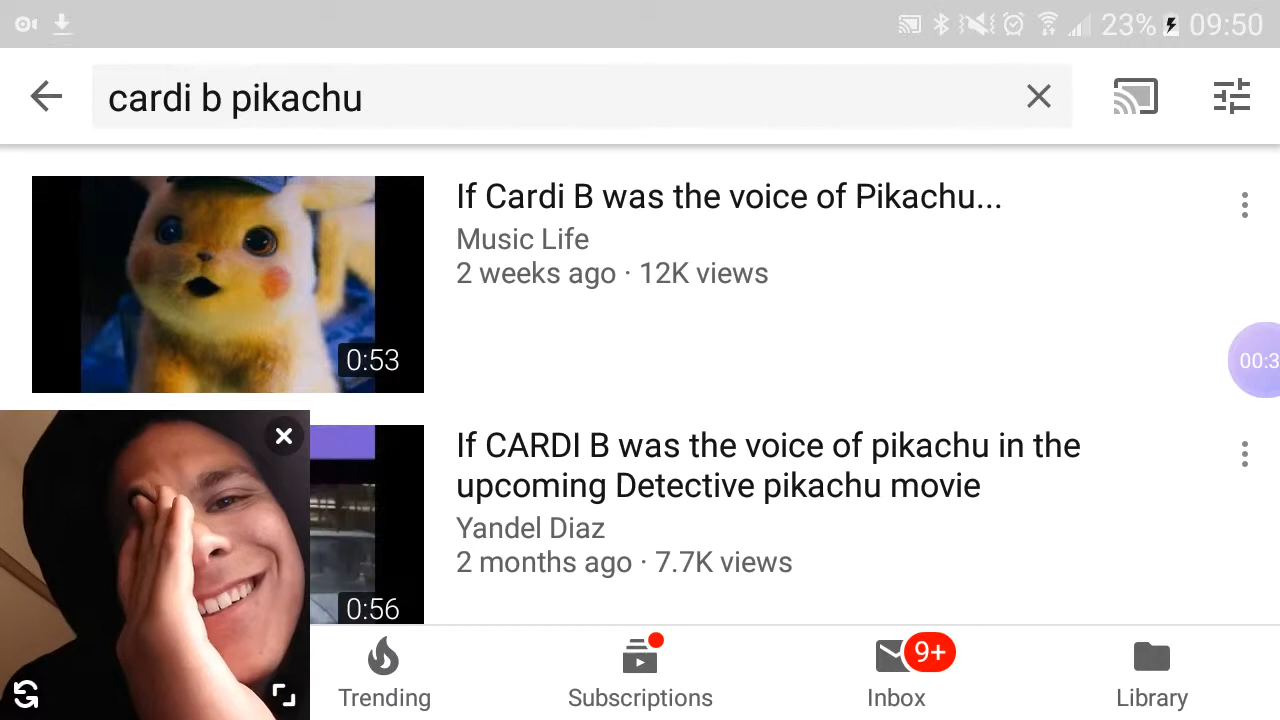 23% 09:50
cardi b pikachu
If Cardi B was the voice of Pikachu...
Music Life
2 weeks ago · 12K views
0:53
00:3
If CARDI B was the voice of pikachu in the
upcoming Detective pikachu movie
Yandel Diaz
2 months ago · 7.7K views
0:56
9+
Trending
Subscriptions
Inbox
Library